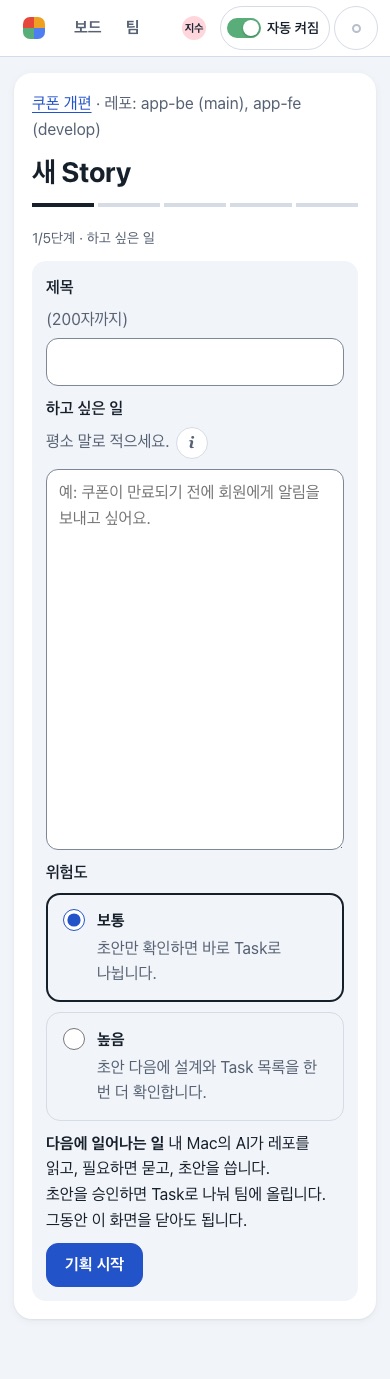 보드 팀 지수 자동 켜짐
쿠폰 개편 · 레포: app-be (main), app-fe
(develop)
새 Story
1/5단계 · 하고 싶은 일
제목
(200자까지)
하고 싶은 일
평소 말로 적으세요. i
예: 쿠폰이 만료되기 전에 회원에게 알림을
보내고 싶어요.
위험도
보통
초안만 확인하면 바로 Task로
나뉩니다.
높음
초안 다음에 설계와 Task 목록을 한
번 더 확인합니다.
다음에 일어나는 일 내 Mac의 AI가 레포를
읽고, 필요하면 묻고, 초안을 씁니다.
초안을 승인하면 Task로 나눠 팀에 올립니다.
그동안 이 화면을 닫아도 됩니다.
기획 시작